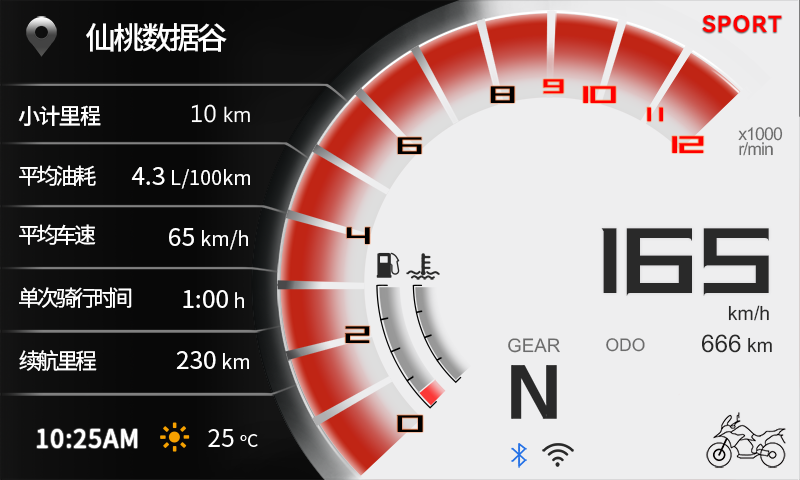 仙桃数据谷
小计里程 10 km
平均油耗 4.3 L/100km
平均车速 65 km/h
单次骑行时间 1:00 h
续航里程 230 km
10:25AM 25 °C
SPORT
0
2
4
6
8
9
10
11
12
x1000
r/min
165
km/h
GEAR
N
ODO 666 km